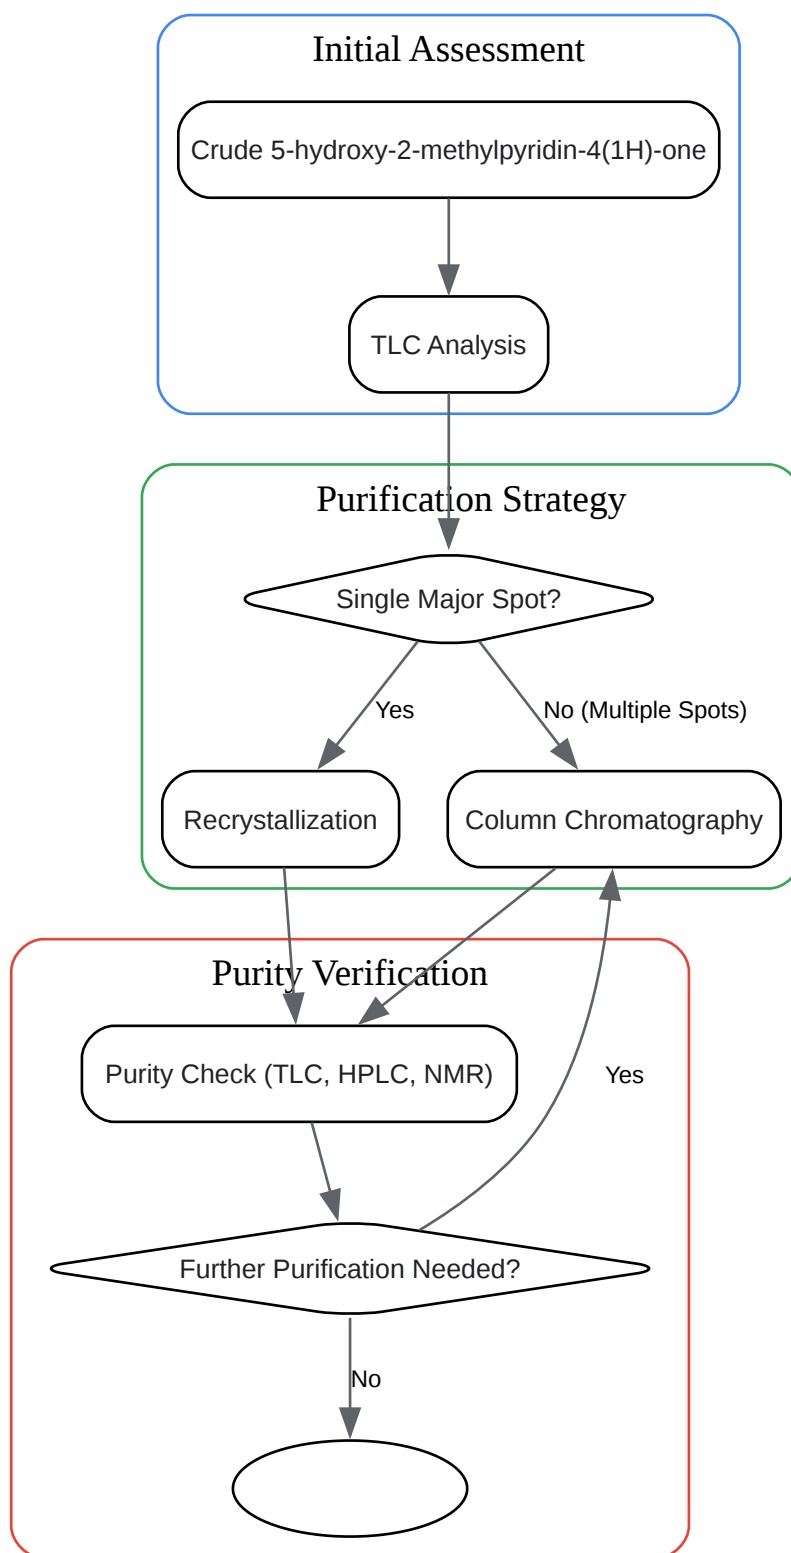 Initial Assessment
Crude 5-hydroxy-2-methylpyridin-4(1H)-one
TLC Analysis
Purification Strategy
Single Major Spot?
Yes
No (Multiple Spots)
Recrystallization
Column Chromatography
Purity Verification
Purity Check (TLC, HPLC, NMR)
Yes
Further Purification Needed?
No